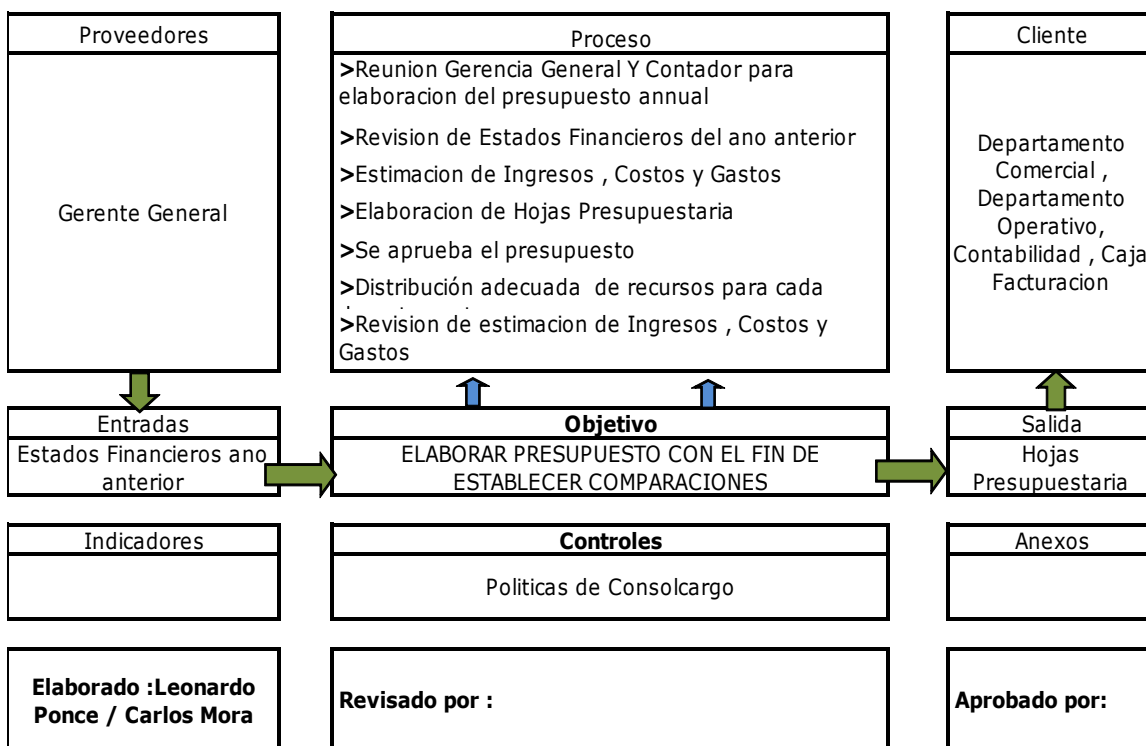 Proveedores
Gerente General
Proceso
>Reunion Gerencia General Y Contador para
elaboracion del presupuesto annual
>Revision de Estados Financieros del ano anterior
>Estimacion de Ingresos , Costos y Gastos
>Elaboracion de Hojas Presupuestaria
>Se aprueba el presupuesto
>Distribución adecuada de recursos para cada
>Revision de estimacion de Ingresos , Costos y
Gastos
Cliente
Departamento
Comercial ,
Departamento
Operativo,
Contabilidad , Caja
Facturacion
Entradas
Estados Financieros ano
anterior
Objetivo
ELABORAR PRESUPUESTO CON EL FIN DE
ESTABLECER COMPARACIONES
Salida
Hojas
Presupuestaria
Indicadores
Controles
Politicas de Consolcargo
Anexos
Elaborado :Leonardo
Ponce / Carlos Mora
Revisado por :
Aprobado por: